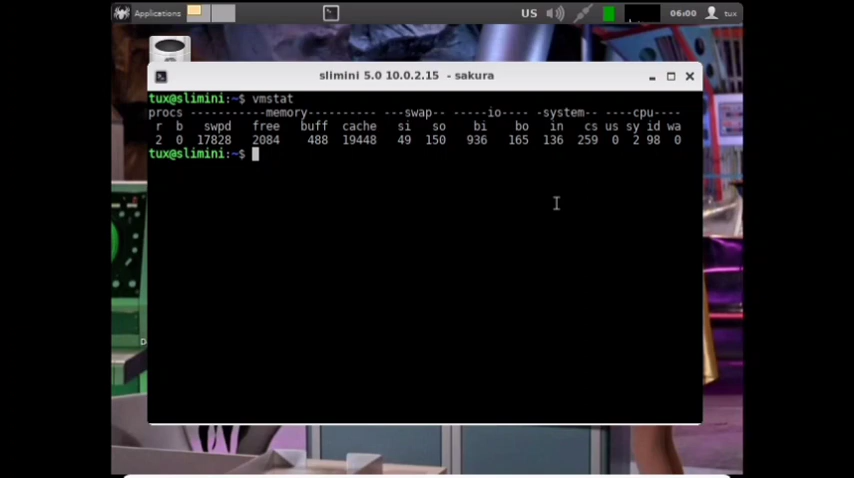 Applications US 06:00 tux
slimini 5.0 10.0.2.15 - sakura
tux@slimini:~$ vmstat
procs -----------memory---------- ---swap-- -----io---- -system-- ----cpu----
r b swpd free buff cache si so bi bo in cs us sy id wa
2 0 17828 2084 488 19448 49 150 936 165 136 259 0 2 98 0
tux@slimini:~$